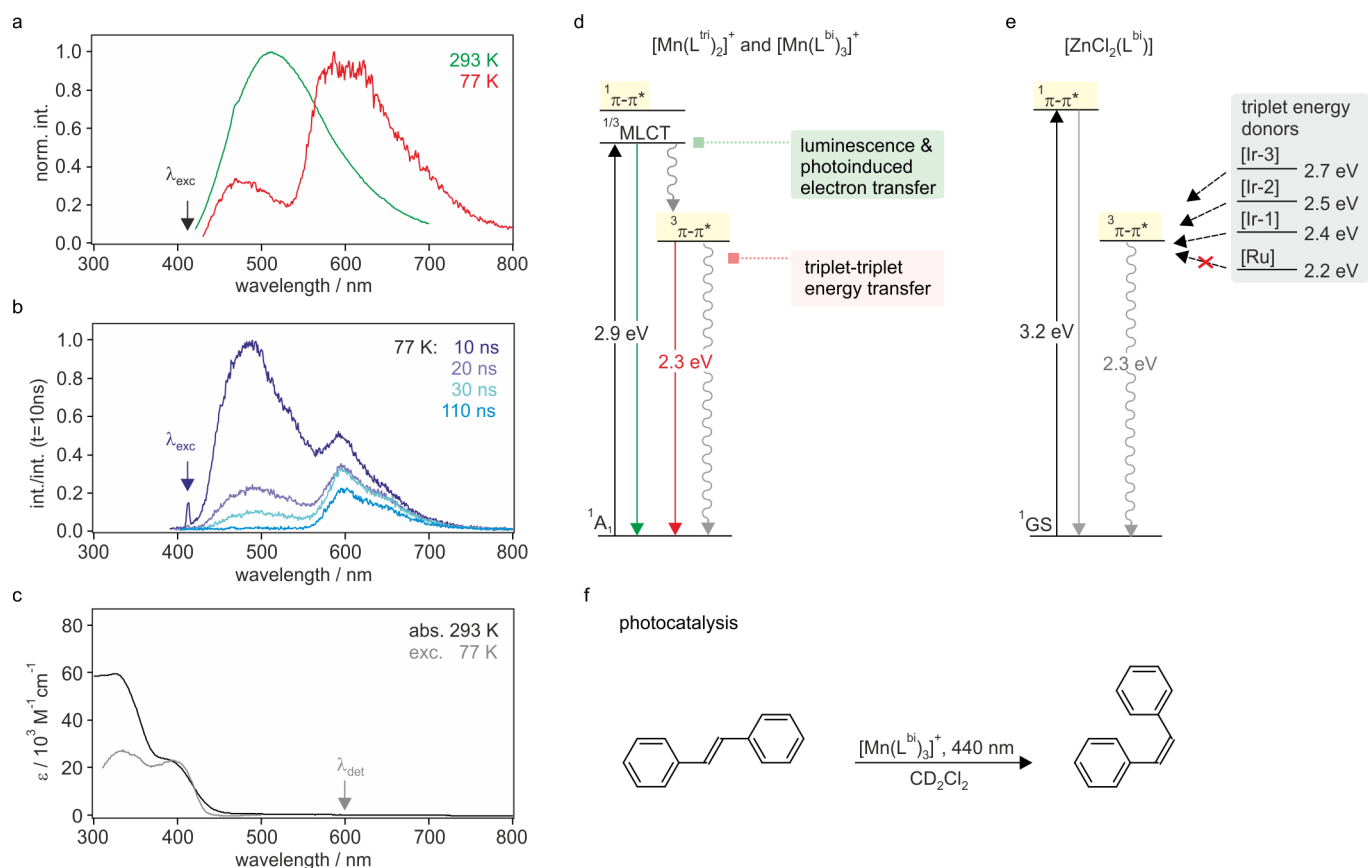 a
1.0
0.8
0.6
0.4
0.2
0.0
norm. int.
293 K
77 K
λexc
300 400 500 600 700 800
wavelength / nm
b
1.0
0.8
0.6
0.4
0.2
0.0
int./int. (t=10ns)
77 K: 10 ns
20 ns
30 ns
110 ns
λexc
300 400 500 600 700 800
wavelength / nm
c
80
60
40
20
0
ε / 10³ M⁻¹cm⁻¹
abs. 293 K
exc. 77 K
λdet
300 400 500 600 700 800
wavelength / nm
d
[Mn(Lᵗʳⁱ)₂]⁺ and [Mn(Lᵇⁱ)₃]⁺
¹π-π*
¹/³MLCT
luminescence &
photoinduced
electron transfer
³π-π*
triplet-triplet
energy transfer
2.9 eV
2.3 eV
¹A₁
e
[ZnCl₂(Lᵇⁱ)]
¹π-π*
triplet energy
donors
[Ir-3] 2.7 eV
[Ir-2] 2.5 eV
[Ir-1] 2.4 eV
[Ru] 2.2 eV
³π-π*
3.2 eV
2.3 eV
¹GS
f
photocatalysis
[Mn(Lᵇⁱ)₃]⁺, 440 nm
CD₂Cl₂